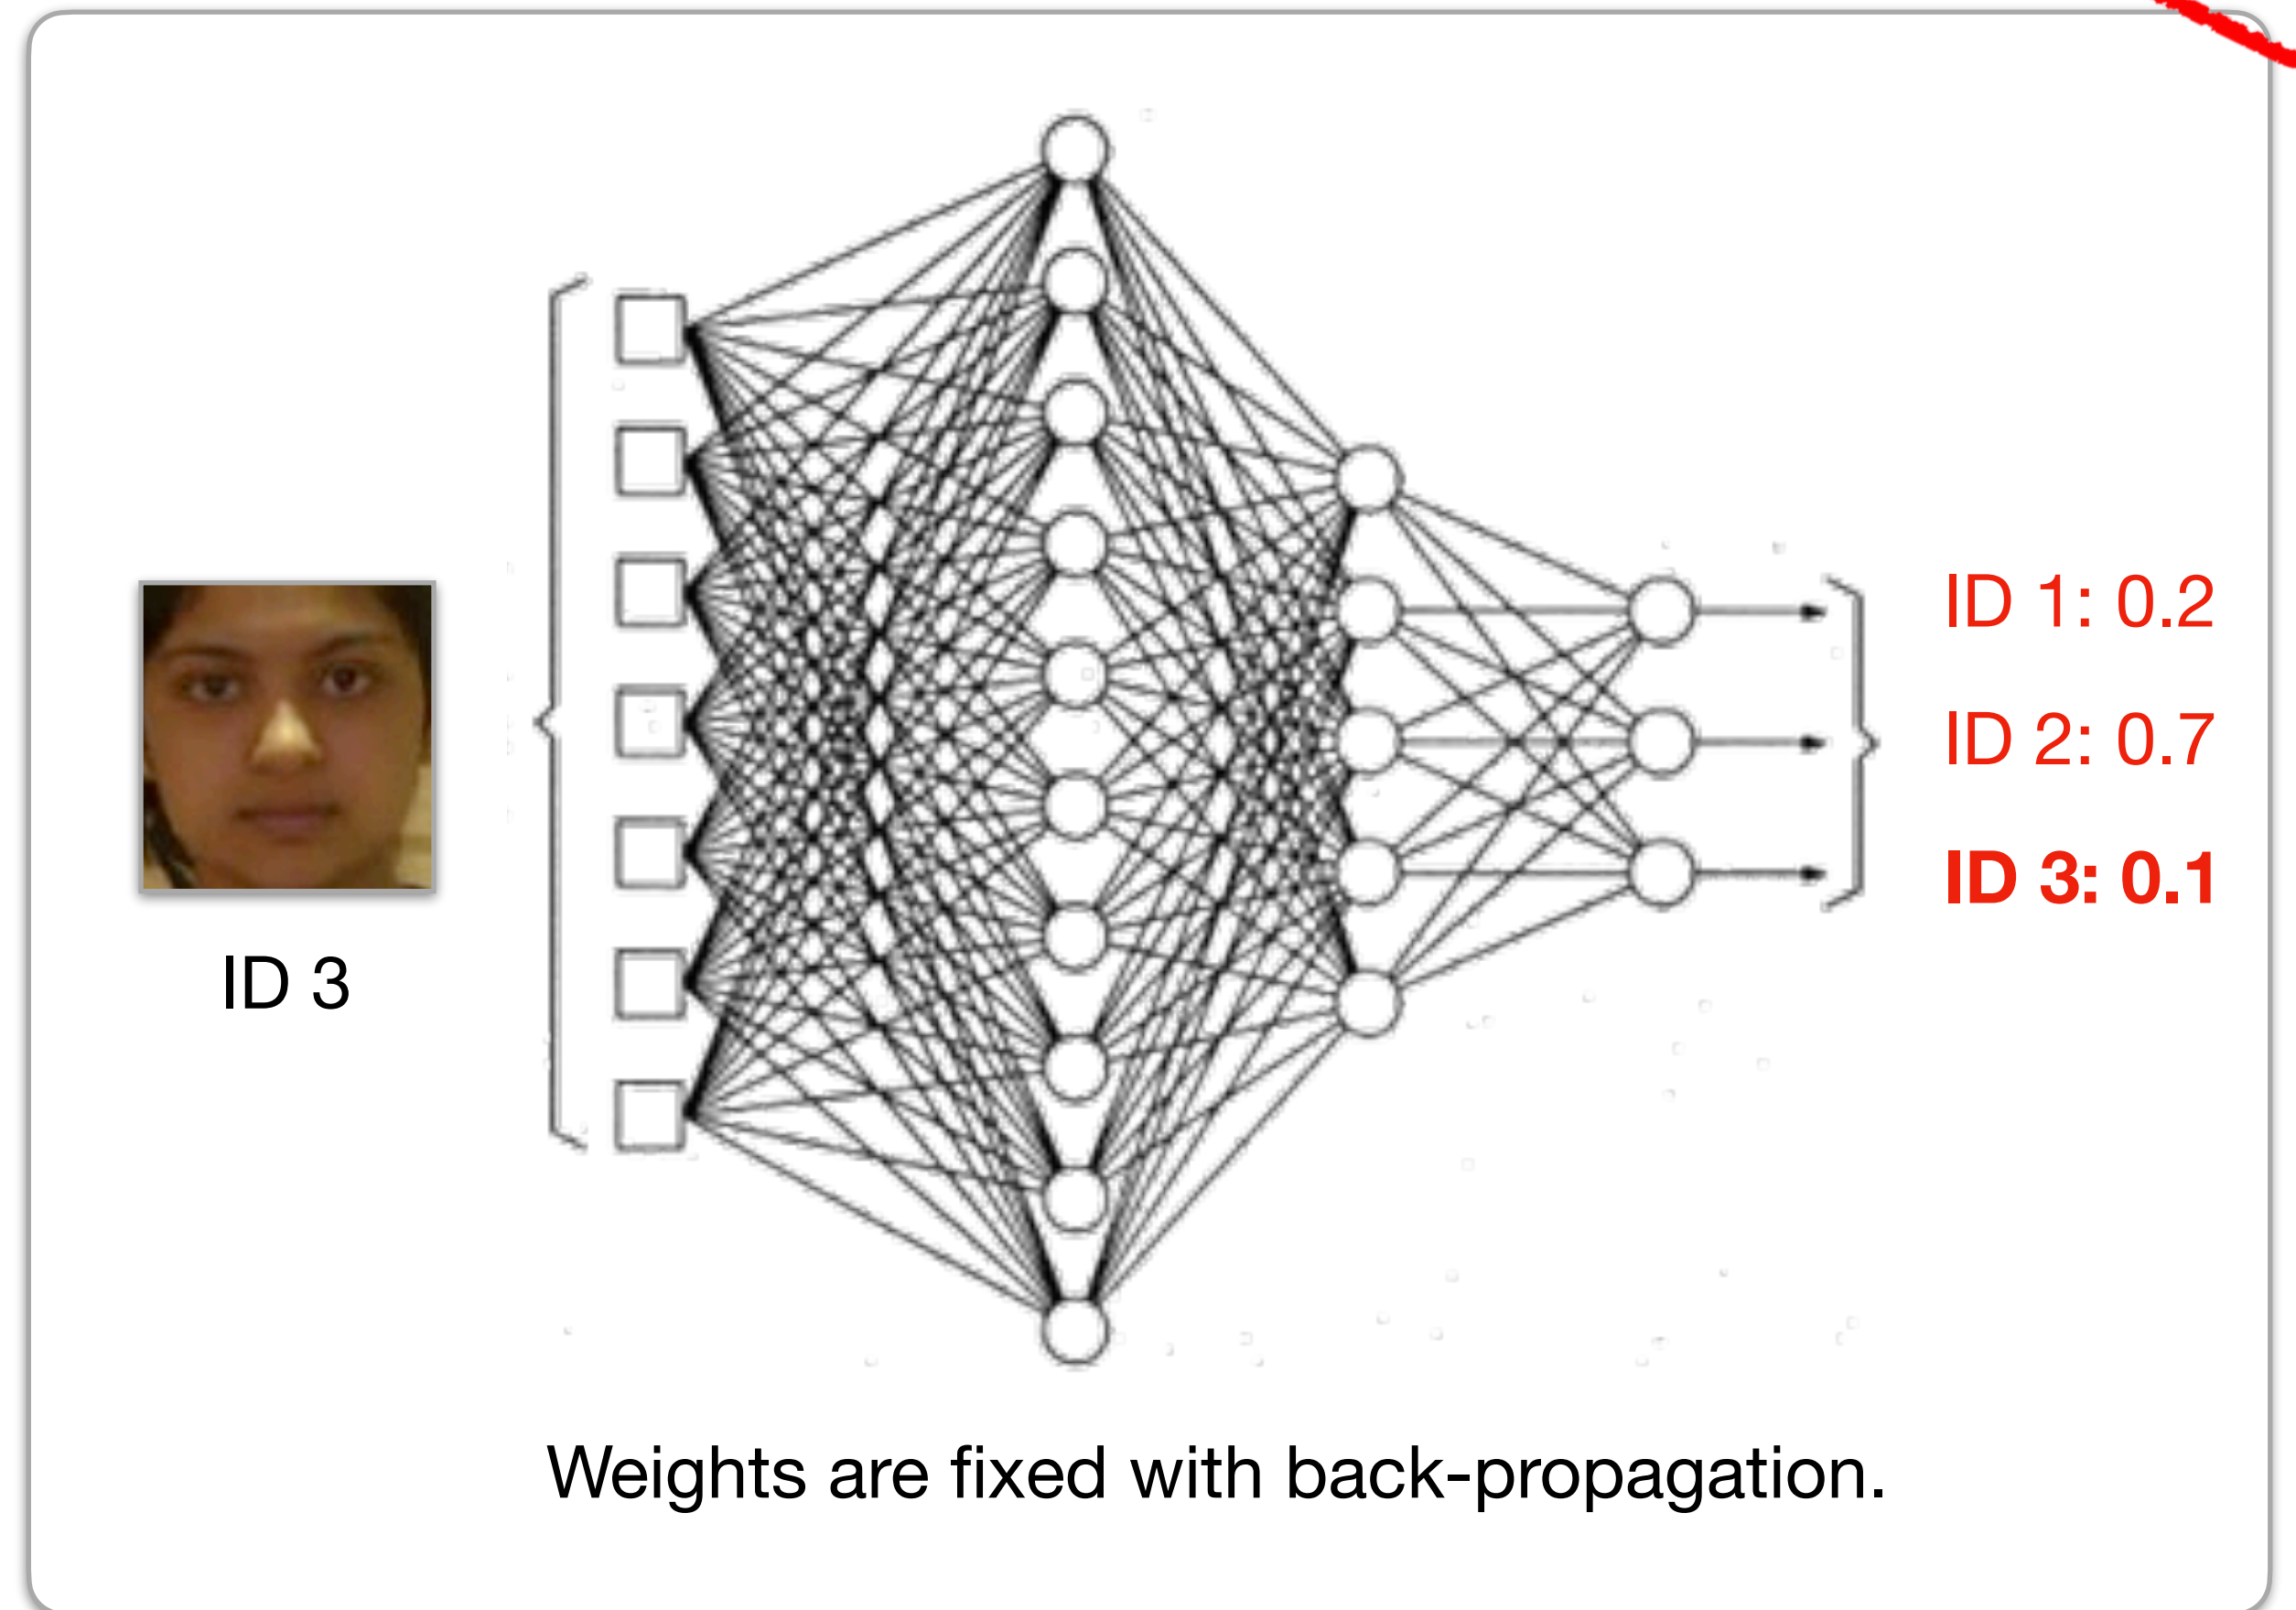 ID 1: 0.2
ID 2: 0.7
ID 3: 0.1
ID 3
Weights are fixed with back-propagation.